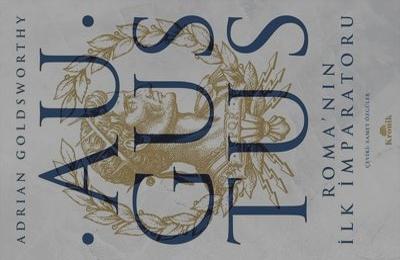 ADRIAN GOLDSWORTHY
·AU·
GUS
TUS
ROMA'NIN
İLK İMPARATORU
ÇEVİRİ: SAMET ÖZGÜLER
Kronik